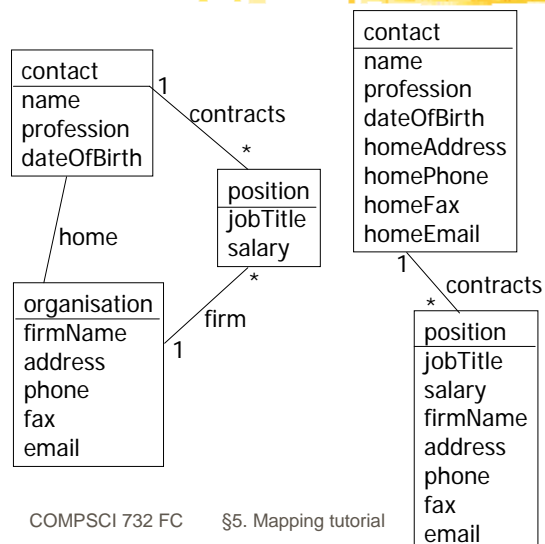 contact
name
profession
dateOfBirth
1
contracts
*
position
jobTitle
salary
*
home
firm
1
organisation
firmName
address
phone
fax
email
contact
name
profession
dateOfBirth
homeAddress
homePhone
homeFax
homeEmail
1
contracts
*
position
jobTitle
salary
firmName
address
phone
fax
email
COMPSCI 732 FC §5. Mapping tutorial